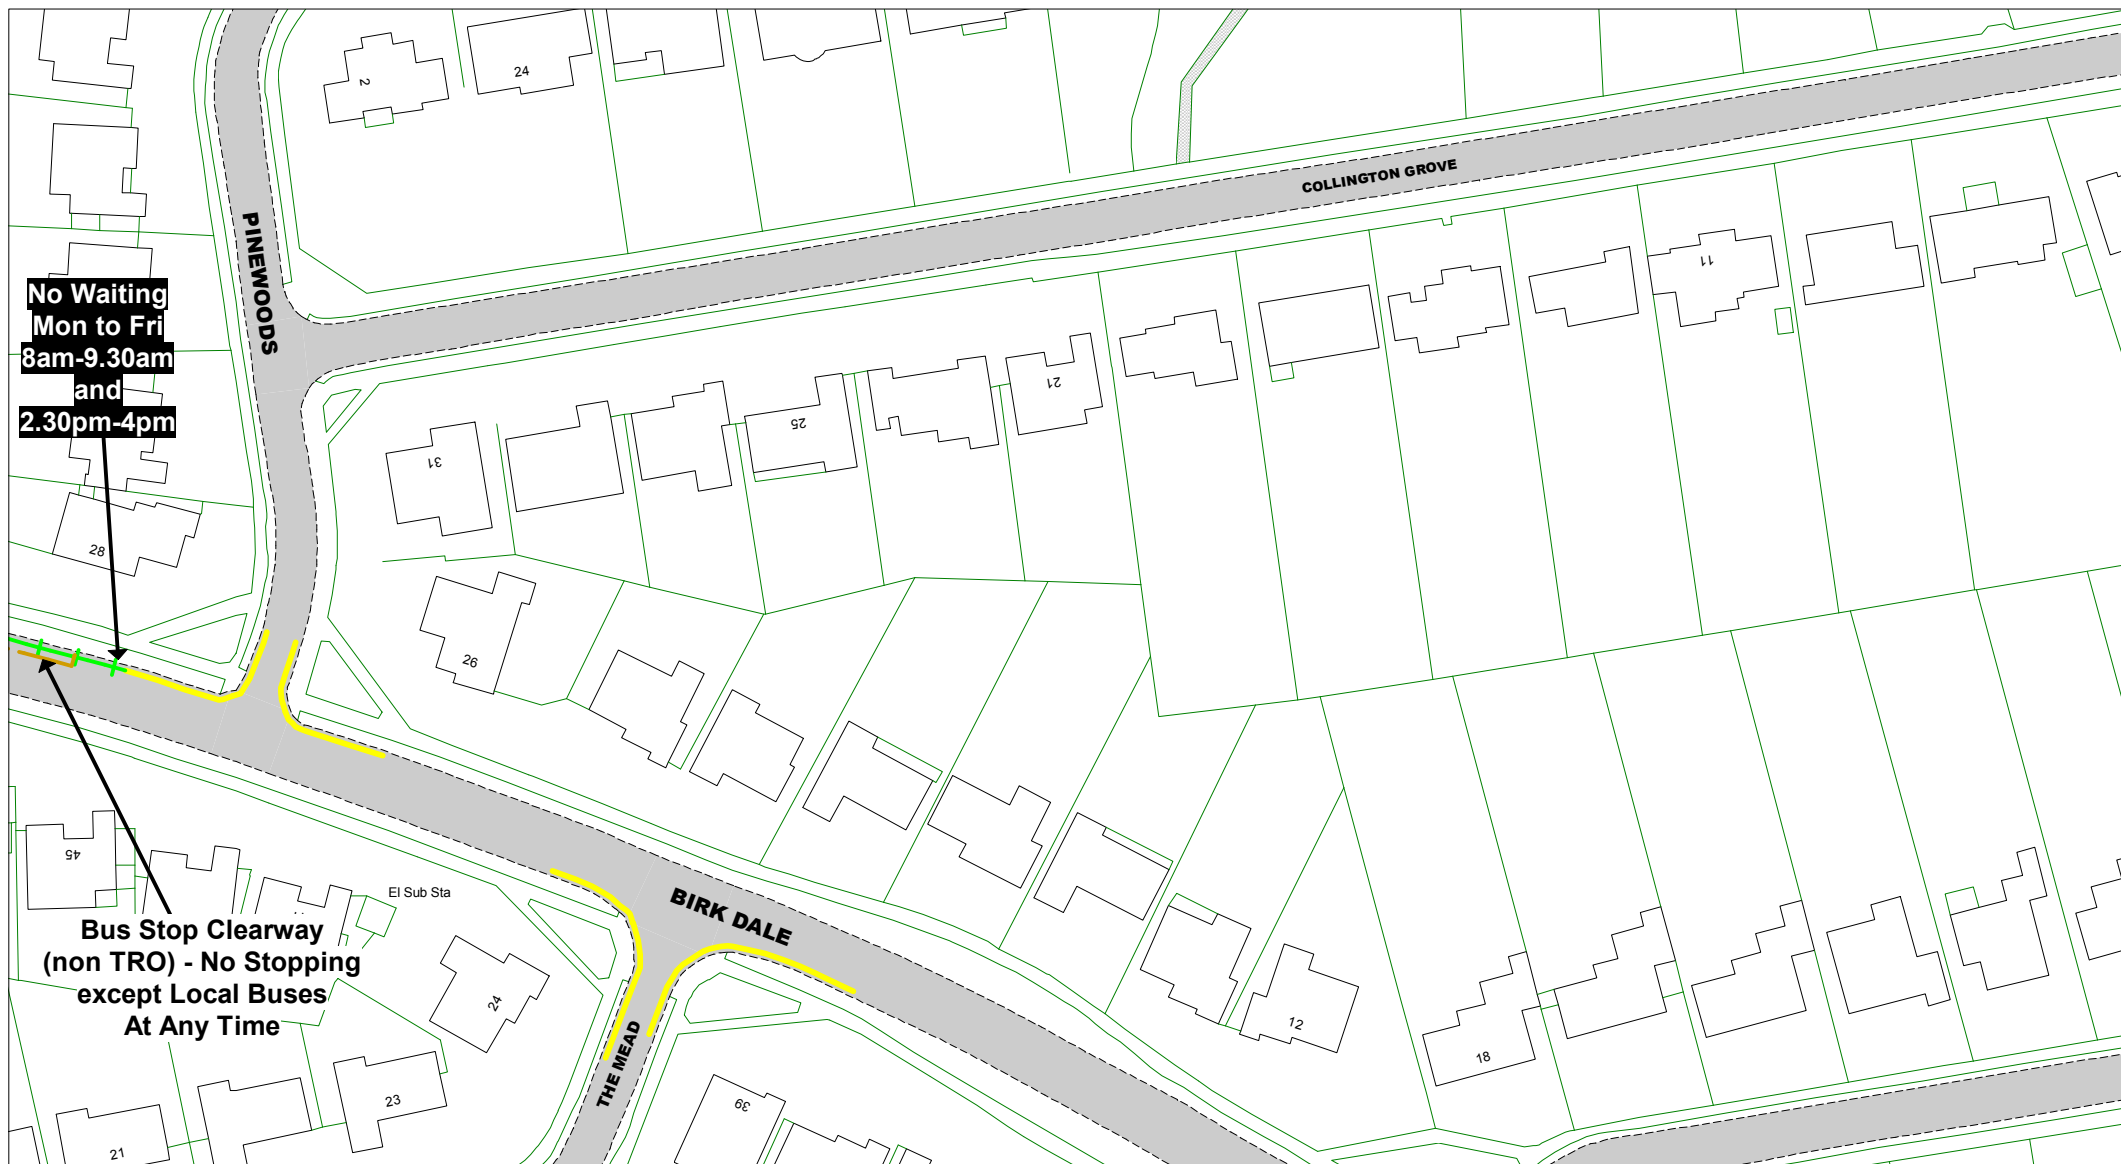 2
24
COLLINGTON GROVE
PINEWOODS
11
No Waiting
Mon to Fri
8am-9.30am
and
2.30pm-4pm
21
25
31
28
26
45
El Sub Sta
BIRK DALE
Bus Stop Clearway
(non TRO) - No Stopping
except Local Buses
At Any Time
24
12
18
THE MEAD
23
39
21